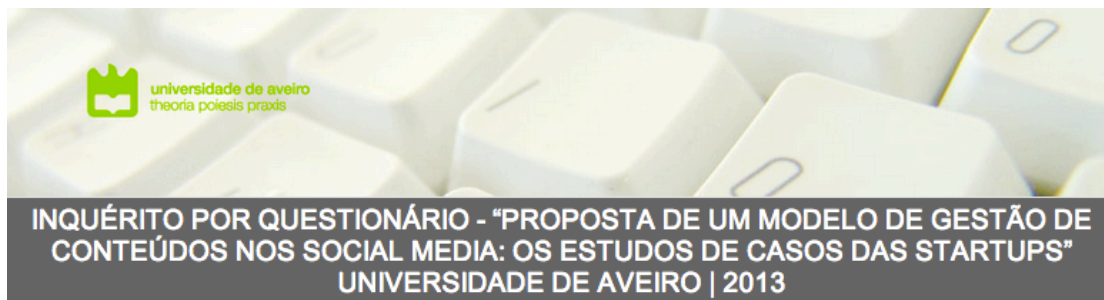 universidade de aveiro
theoria poiesis praxis
INQUÉRITO POR QUESTIONÁRIO - “PROPOSTA DE UM MODELO DE GESTÃO DE
CONTEÚDOS NOS SOCIAL MEDIA: OS ESTUDOS DE CASOS DAS STARTUPS”
UNIVERSIDADE DE AVEIRO | 2013